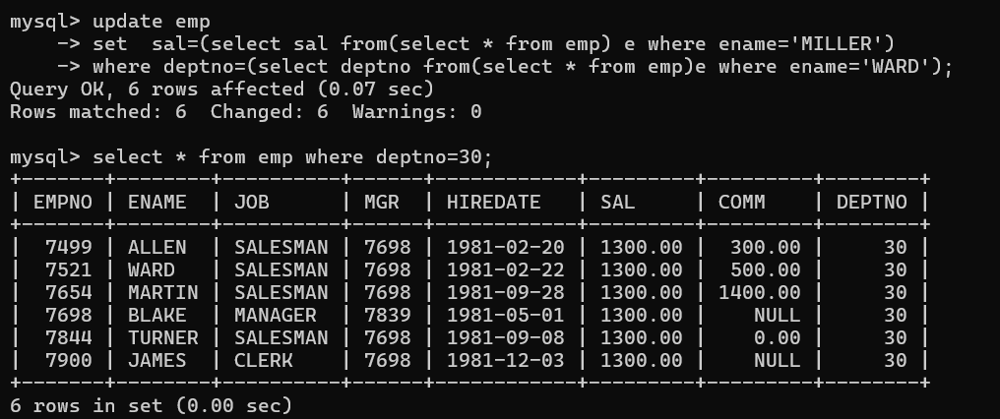 mysql> update emp
    -> set  sal=(select sal from(select * from emp) e where ename='MILLER')
    -> where deptno=(select deptno from(select * from emp)e where ename='WARD');
Query OK, 6 rows affected (0.07 sec)
Rows matched: 6  Changed: 6  Warnings: 0

mysql> select * from emp where deptno=30;
+-------+--------+----------+------+------------+---------+---------+--------+
| EMPNO | ENAME  | JOB      | MGR  | HIREDATE   | SAL     | COMM    | DEPTNO |
+-------+--------+----------+------+------------+---------+---------+--------+
|  7499 | ALLEN  | SALESMAN | 7698 | 1981-02-20 | 1300.00 |  300.00 |     30 |
|  7521 | WARD   | SALESMAN | 7698 | 1981-02-22 | 1300.00 |  500.00 |     30 |
|  7654 | MARTIN | SALESMAN | 7698 | 1981-09-28 | 1300.00 | 1400.00 |     30 |
|  7698 | BLAKE  | MANAGER  | 7839 | 1981-05-01 | 1300.00 |    NULL |     30 |
|  7844 | TURNER | SALESMAN | 7698 | 1981-09-08 | 1300.00 |    0.00 |     30 |
|  7900 | JAMES  | CLERK    | 7698 | 1981-12-03 | 1300.00 |    NULL |     30 |
+-------+--------+----------+------+------------+---------+---------+--------+
6 rows in set (0.00 sec)